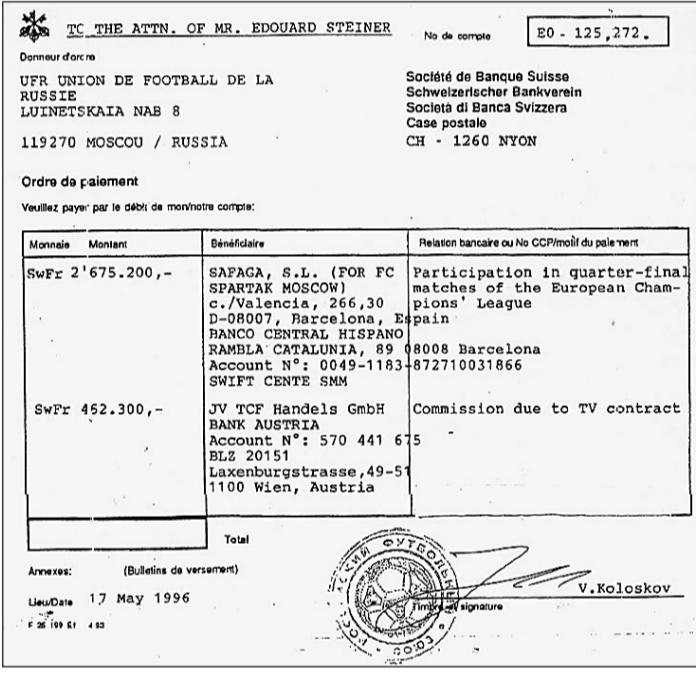 TC THE ATTN. OF MR. EDOUARD STEINER
No de compte
E0 - 125,272.
Donneur d'ordre
UFR UNION DE FOOTBALL DE LA
RUSSIE
LUINETSKAIA NAB 8
119270 MOSCOU / RUSSIA
Société de Banque Suisse
Schweizerischer Bankverein
Società di Banca Svizzera
Case postale
CH - 1260 NYON
Ordre de paiement
Veuillez payer par le débit de mon/notre compte:
Monnaie Montant
Bénéficiaire
Relation bancaire ou No CCP/motif du paiement
SwFr 2'675.200,-
SAFAGA, S.L. (FOR FC
SPARTAK MOSCOW)
c./Valencia, 266,30
D-08007, Barcelona, Espain
BANCO CENTRAL HISPANO
RAMBLA CATALUNIA, 89 08008 Barcelona
Account N°: 0049-1183-872710031866
SWIFT CENTE SMM
Participation in quarter-final
matches of the European Cham-
pions' League
SwFr 462.300,-
JV TCF Handels GmbH
BANK AUSTRIA
Account N°: 570 441 675
BLZ 20151
Laxenburgstrasse,49-51
1100 Wien, Austria
Commission due to TV contract
Total
Annexes: (Bulletins de versement)
Lieu/Date 17 May 1996
Timbre signature
V.Koloskov